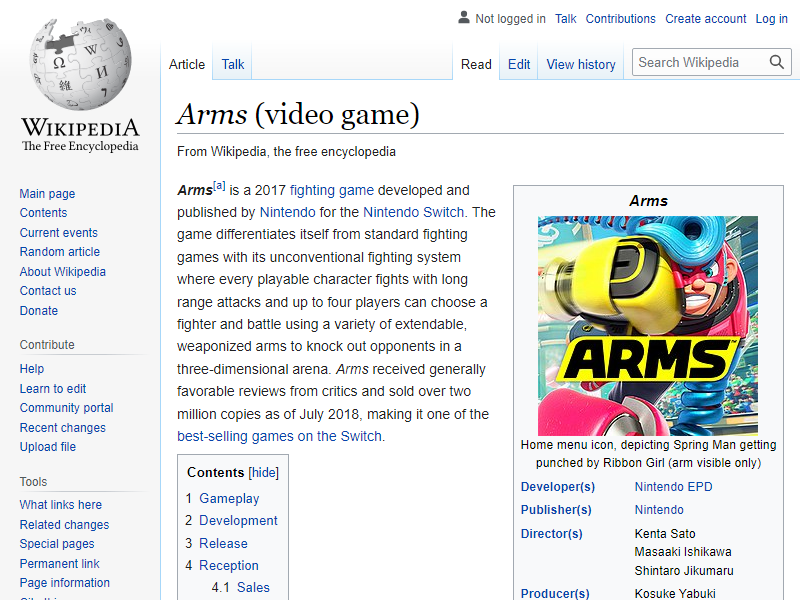 Not logged in Talk Contributions Create account Log in
Article Talk Read Edit View history Search Wikipedia
Ω W И 維
WIKIPEDIA
The Free Encyclopedia
Main page
Contents
Current events
Random article
About Wikipedia
Contact us
Donate
Contribute
Help
Learn to edit
Community portal
Recent changes
Upload file
Tools
What links here
Related changes
Special pages
Permanent link
Page information
Arms (video game)
From Wikipedia, the free encyclopedia
Arms[a] is a 2017 fighting game developed and
published by Nintendo for the Nintendo Switch. The
game differentiates itself from standard fighting
games with its unconventional fighting system
where every playable character fights with long
range attacks and up to four players can choose a
fighter and battle using a variety of extendable,
weaponized arms to knock out opponents in a
three-dimensional arena. Arms received generally
favorable reviews from critics and sold over two
million copies as of July 2018, making it one of the
best-selling games on the Switch.
Contents [hide]
1 Gameplay
2 Development
3 Release
4 Reception
4.1 Sales
Arms
ARMS™
Home menu icon, depicting Spring Man getting
punched by Ribbon Girl (arm visible only)
Developer(s) Nintendo EPD
Publisher(s) Nintendo
Director(s) Kenta Sato
Masaaki Ishikawa
Shintaro Jikumaru
Producer(s) Kosuke Yabuki